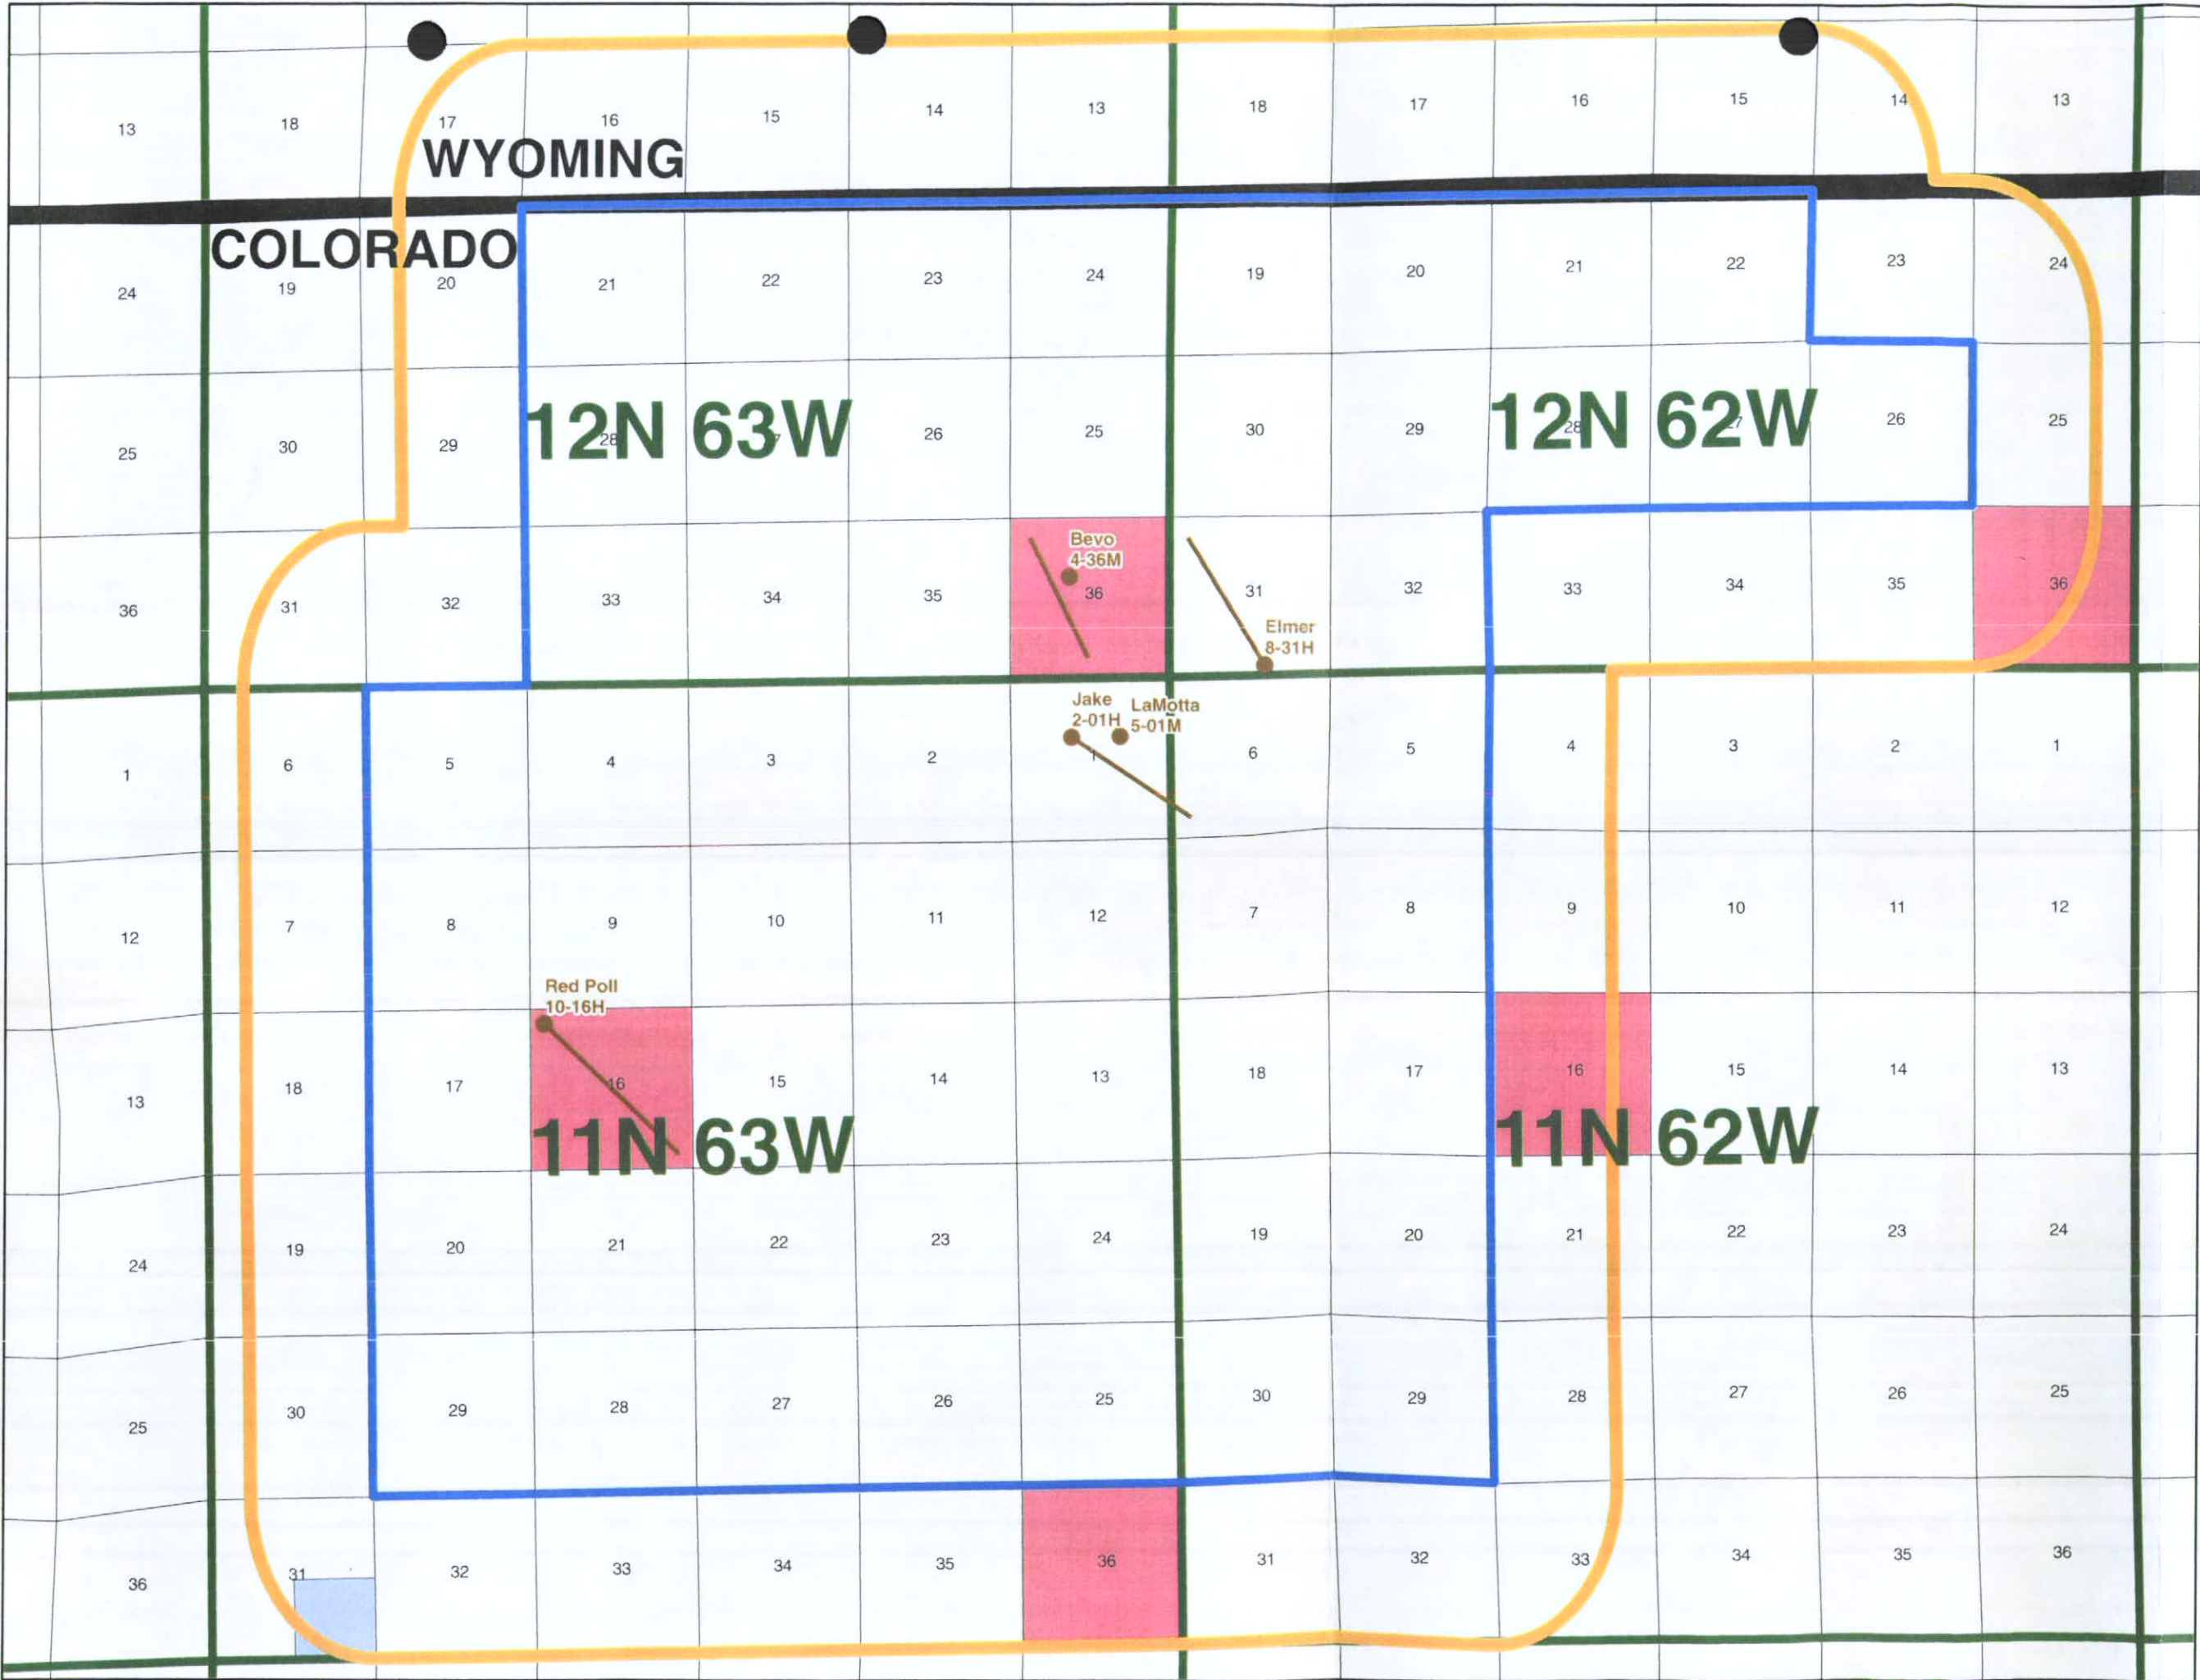 13 18 17 16 15 14 13 18 17 16 15 14 13
WYOMING
COLORADO
24 19 20 21 22 23 24 19 20 21 22 23 24
12N 63W
12N 62W
25 30 29 28 7 26 25 30 29 28 27 26 25
Bevo
4-36M
36 31 32 33 34 35 36 31 32 33 34 35 36
Elmer
8-31H
Jake
2-01H
LaMotta
5-01M
1 6 5 4 3 2 1 6 5 4 3 2 1
12 7 8 9 10 11 12 7 8 9 10 11 12
Red Poll
10-16H
13 18 17 16 15 14 13 18 17 16 15 14 13
11N 63W
11N 62W
24 19 20 21 22 23 24 19 20 21 22 23 24
25 30 29 28 27 26 25 30 29 28 27 26 25
36 31 32 33 34 35 36 31 32 33 34 35 36